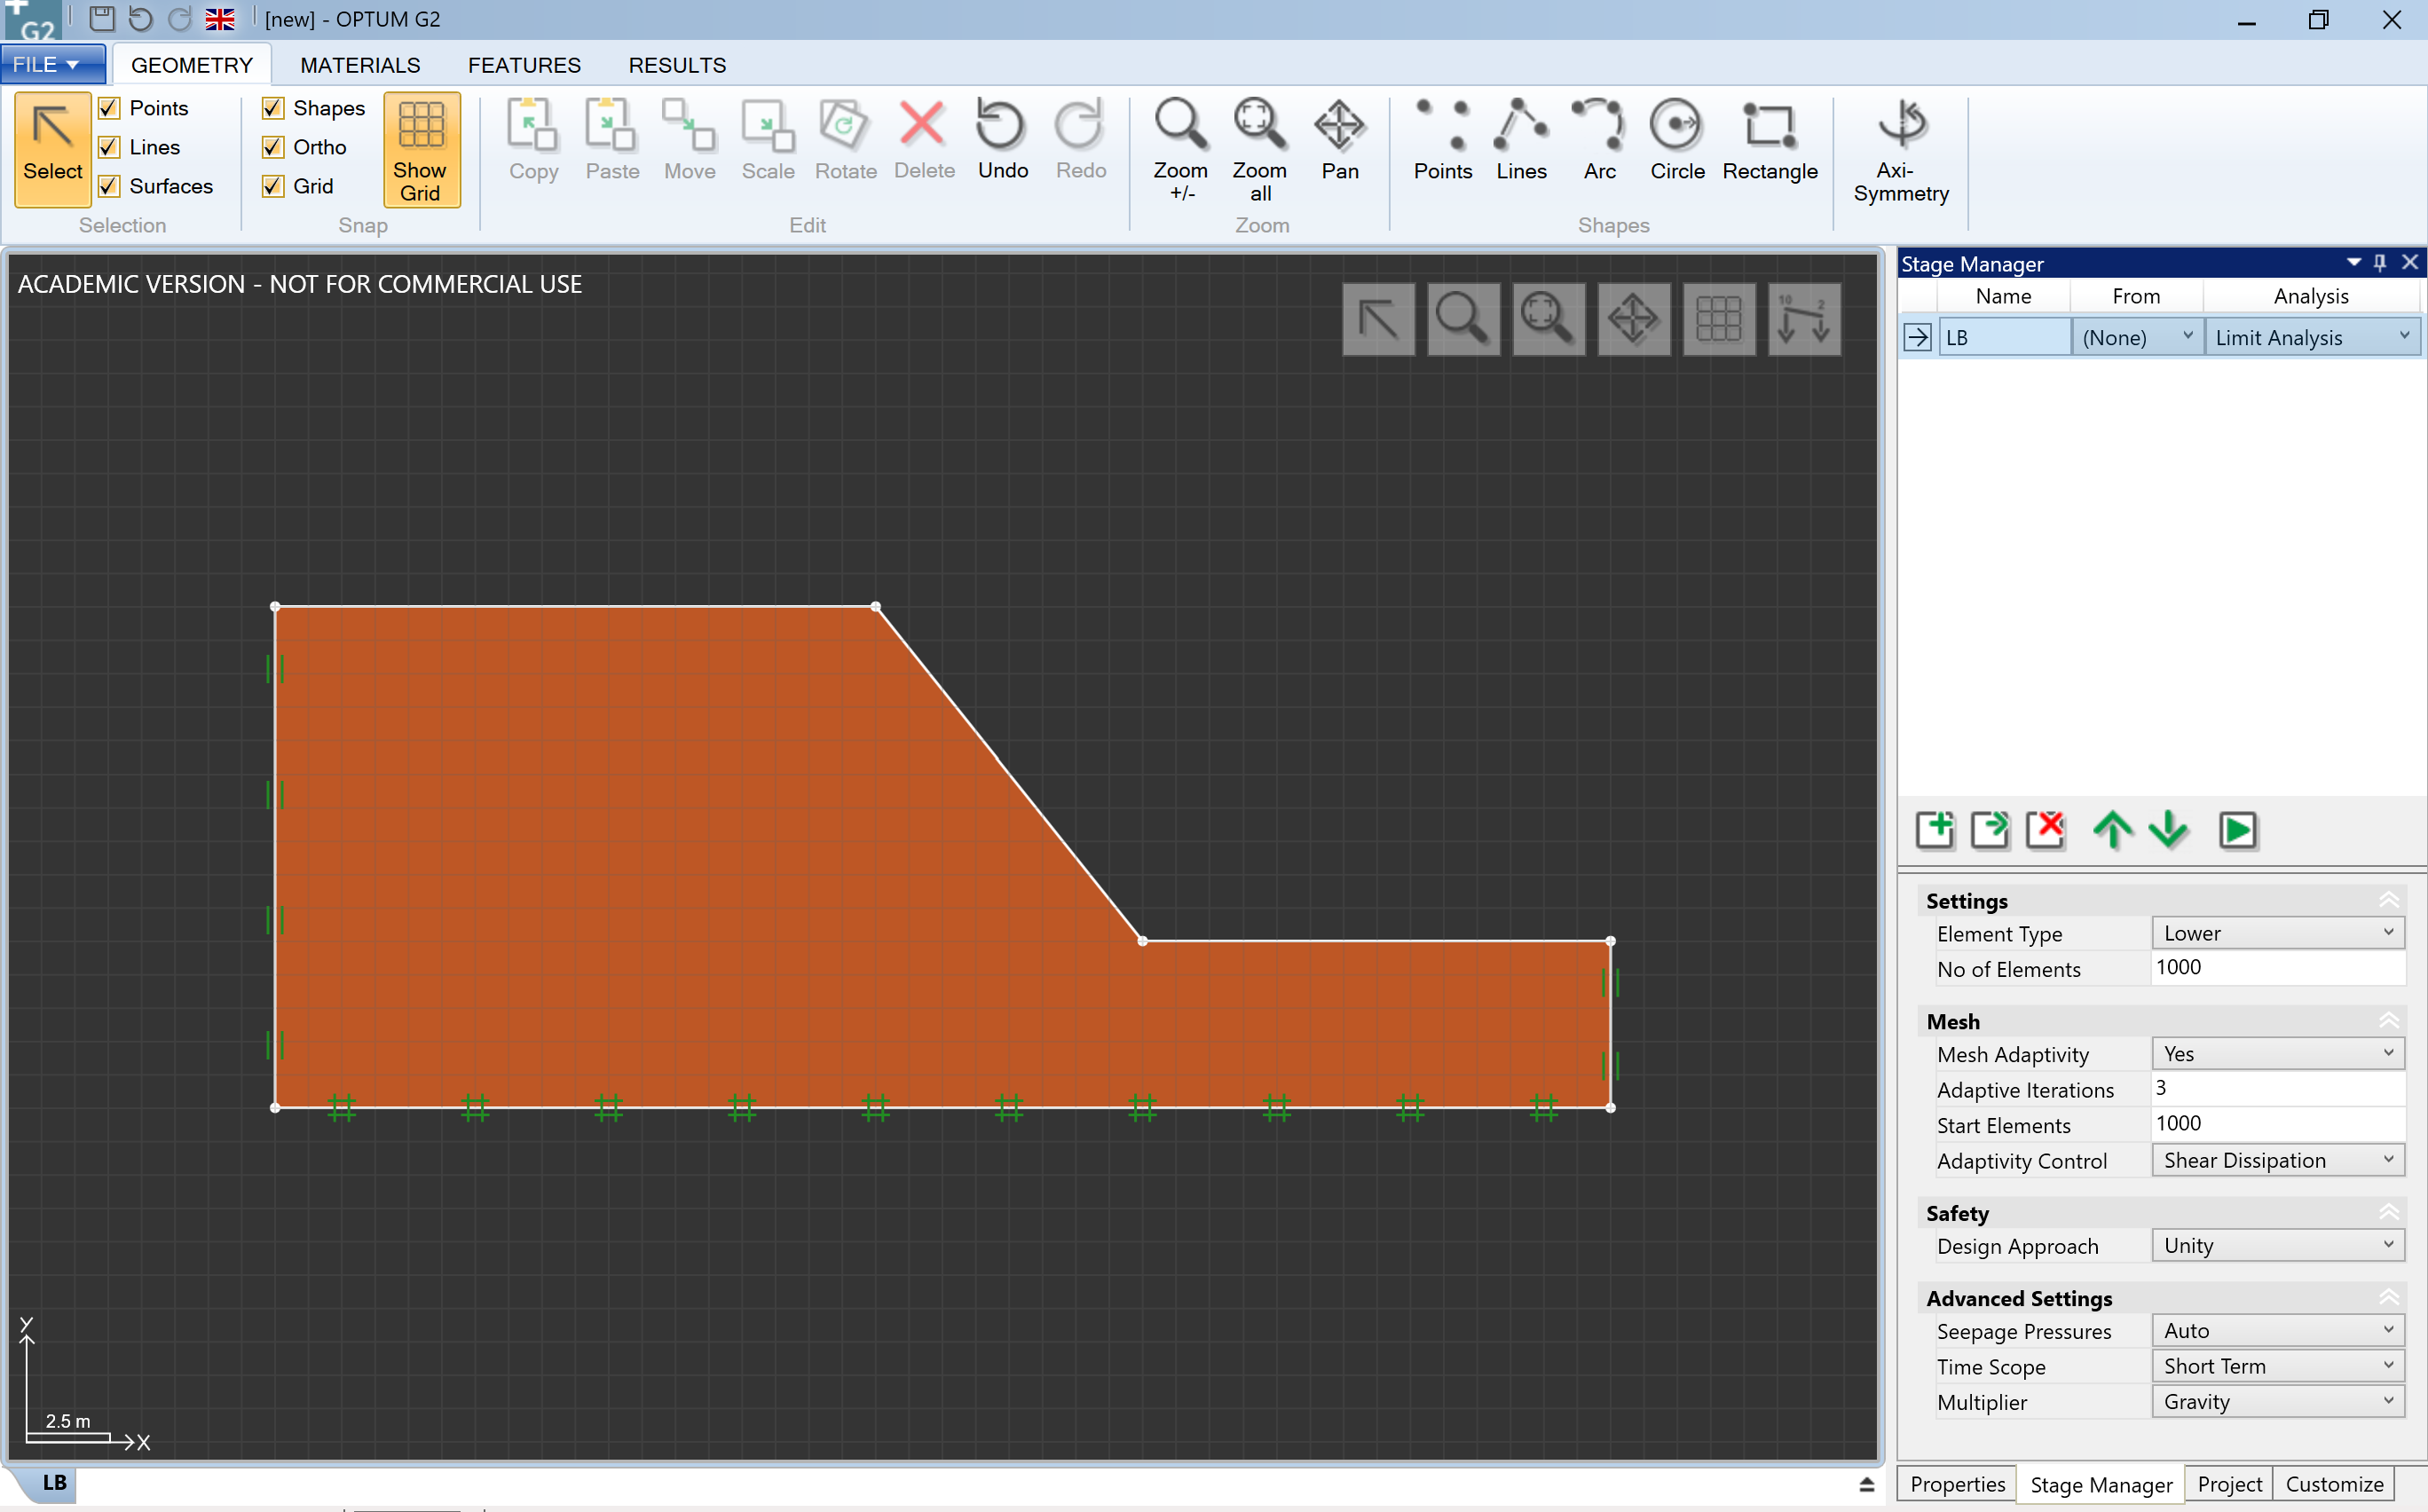 G2 [new] - OPTUM G2
FILE GEOMETRY MATERIALS FEATURES RESULTS
Select
Points
Lines
Surfaces
Selection
Shapes
Ortho
Grid
Show Grid
Snap
Copy Paste Move Scale Rotate Delete Undo Redo
Edit
Zoom +/- Zoom all Pan
Zoom
Points Lines Arc Circle Rectangle
Shapes
Axi-Symmetry
ACADEMIC VERSION - NOT FOR COMMERCIAL USE
10 2
Y
2.5 m
X
LB
Stage Manager
Name From Analysis
LB (None) Limit Analysis
Settings
Element Type Lower
No of Elements 1000
Mesh
Mesh Adaptivity Yes
Adaptive Iterations 3
Start Elements 1000
Adaptivity Control Shear Dissipation
Safety
Design Approach Unity
Advanced Settings
Seepage Pressures Auto
Time Scope Short Term
Multiplier Gravity
Properties Stage Manager Project Customize